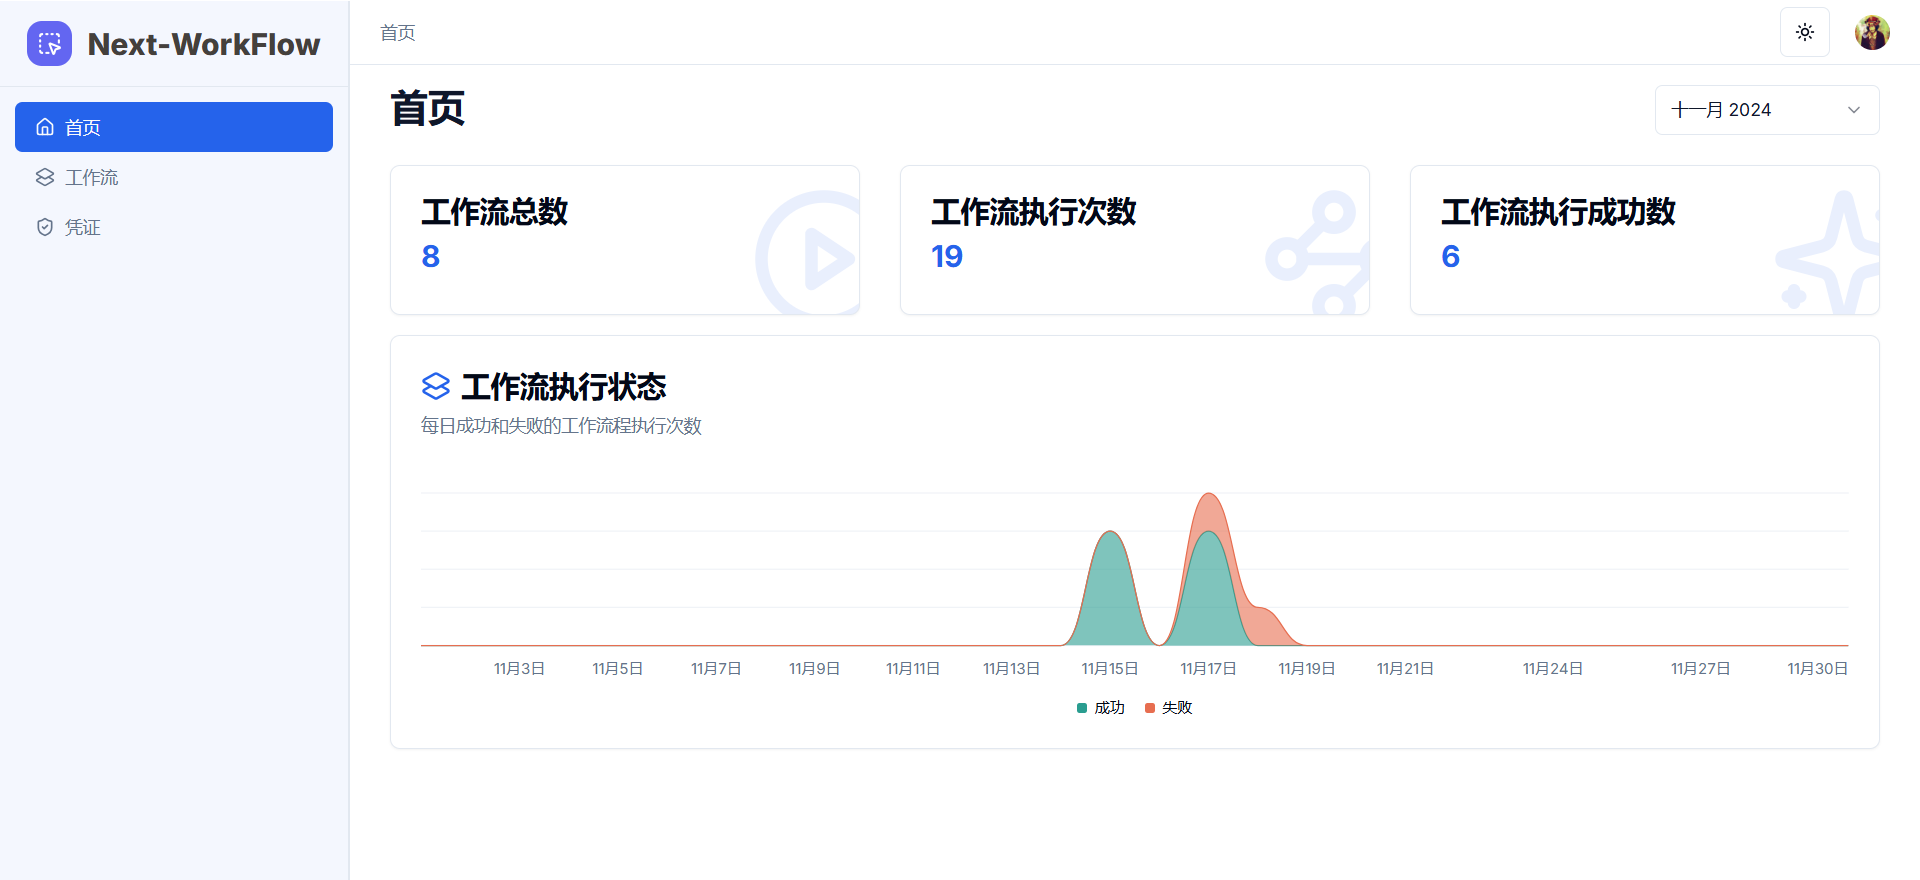 Next-WorkFlow
首页
工作流
凭证
首页
首页
十一月 2024
工作流总数
8
工作流执行次数
19
工作流执行成功数
6
工作流执行状态
每日成功和失败的工作流程执行次数
11月3日 11月5日 11月7日 11月9日 11月11日 11月13日 11月15日 11月17日 11月19日 11月21日 11月24日 11月27日 11月30日
成功 失败